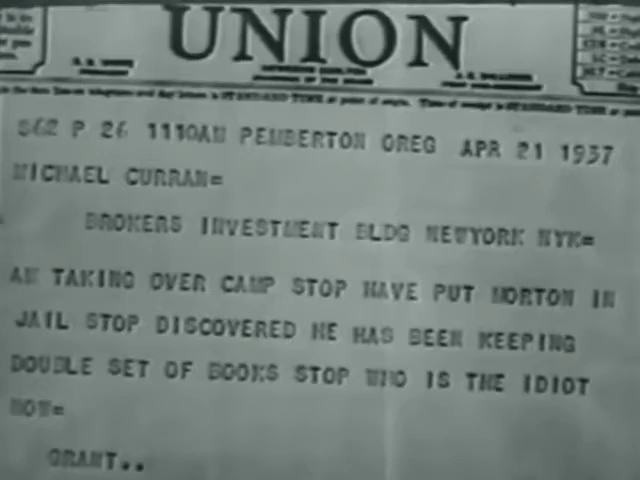 UNION
S62 P 26 1110AM PEMBERTON OREG APR 21 1937
MICHAEL CURRAN=
BROKERS INVESTMENT BLDG NEWYORK NYK=
AM TAKING OVER CAMP STOP HAVE PUT MORTON IN
JAIL STOP DISCOVERED HE HAS BEEN KEEPING
DOUBLE SET OF BOOKS STOP WHO IS THE IDIOT
NOW=
GRANT..